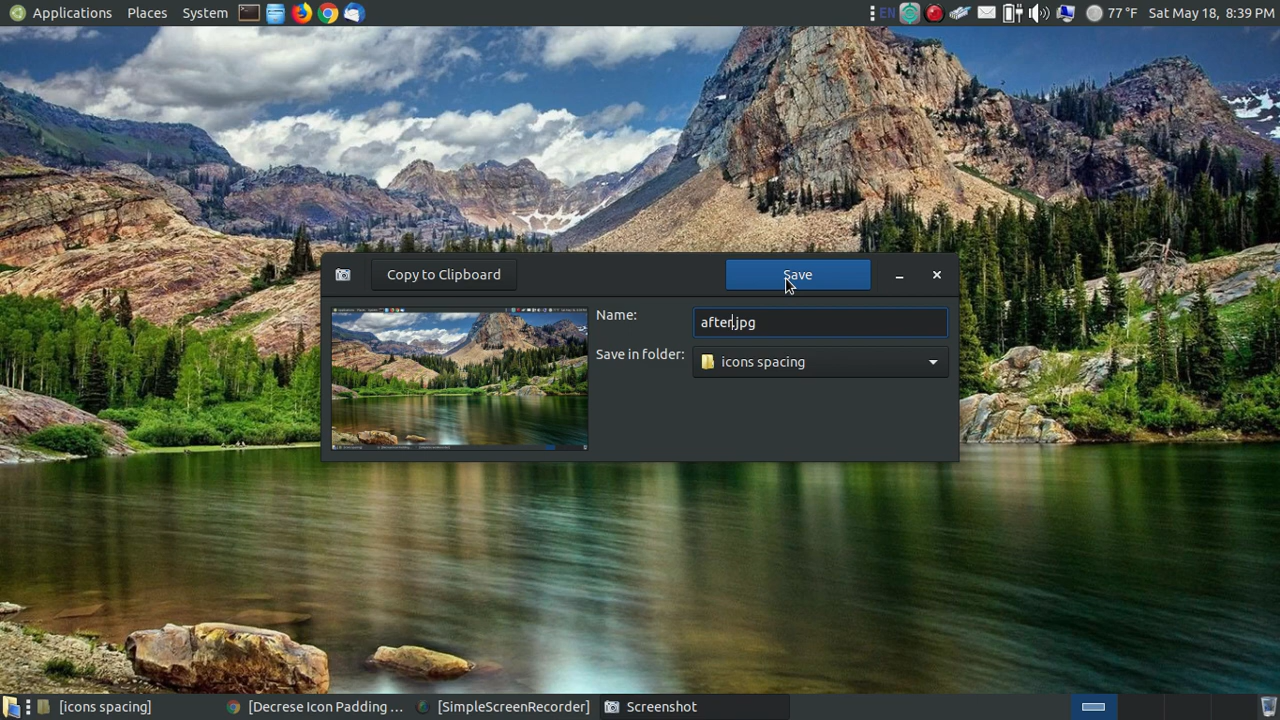 Applications Places System EN 77 °F Sat May 18, 8:39 PM
Copy to Clipboard Save
Name: after.jpg
Save in folder: icons spacing
[icons spacing] [Decrese Icon Padding ... [SimpleScreenRecorder] Screenshot